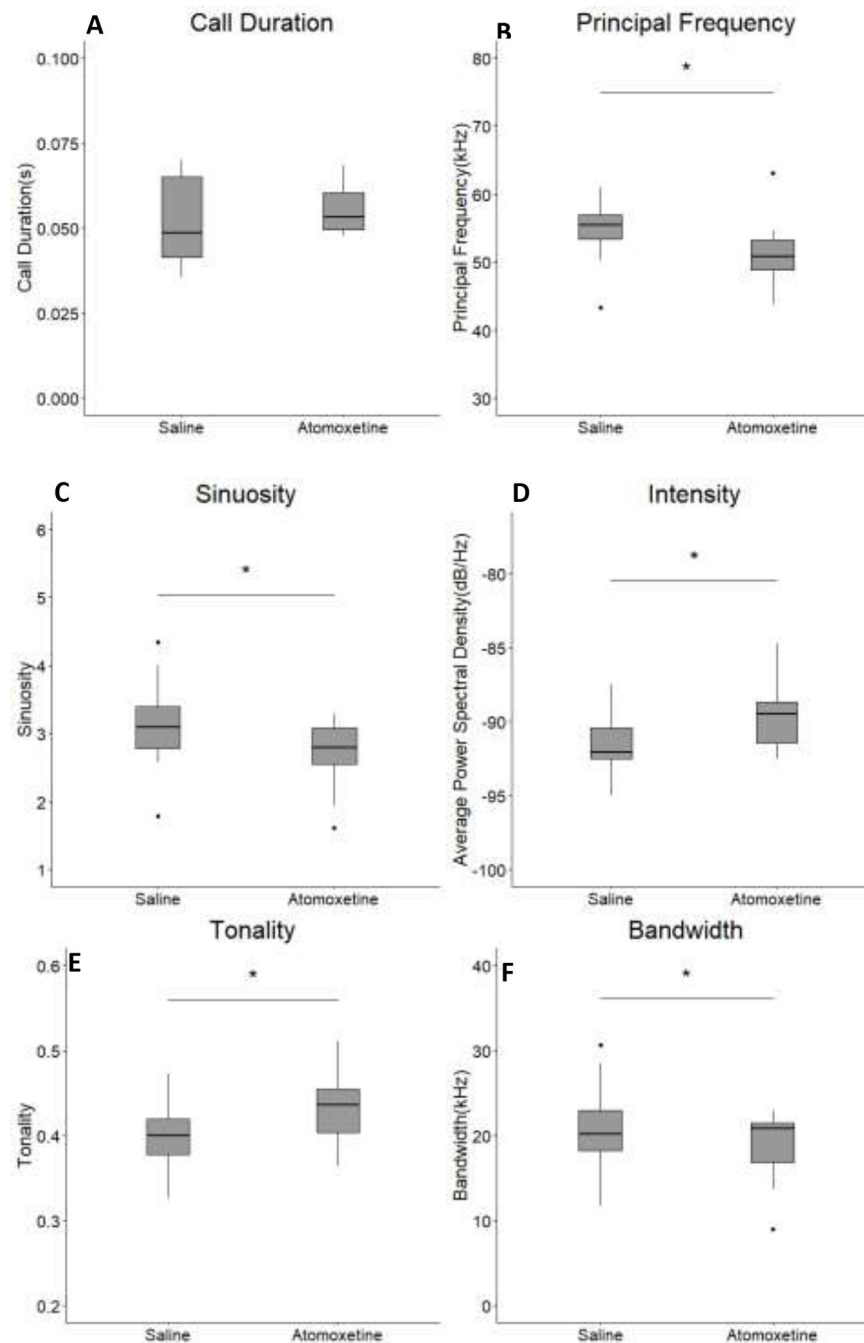 A
Call Duration
0.100
0.075
0.050
0.025
0.000
Call Duration(s)
Saline Atomoxetine
B
Principal Frequency
80
70
60
50
40
30
Principal Frequency(kHz)
*
Saline Atomoxetine
C
Sinuosity
6
5
4
3
2
1
Sinuosity
*
Saline Atomoxetine
D
Intensity
-80
-85
-90
-95
-100
Average Power Spectral Density(dB/Hz)
*
Saline Atomoxetine
E
Tonality
0.6
0.5
0.4
0.3
0.2
Tonality
*
Saline Atomoxetine
F
Bandwidth
40
30
20
10
0
Bandwidth(kHz)
*
Saline Atomoxetine